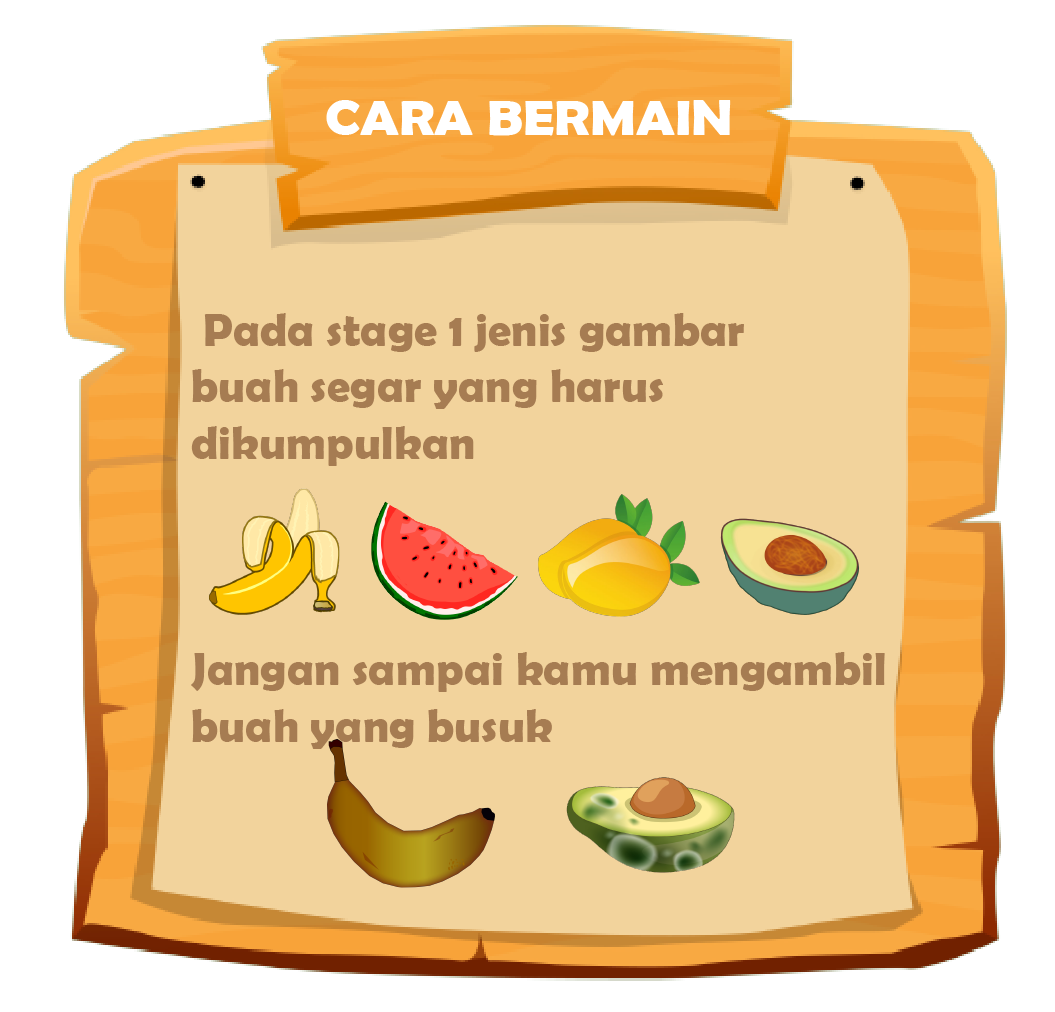 CARA BERMAIN
Pada stage 1 jenis gambar
buah segar yang harus
dikumpulkan
Jangan sampai kamu mengambil
buah yang busuk